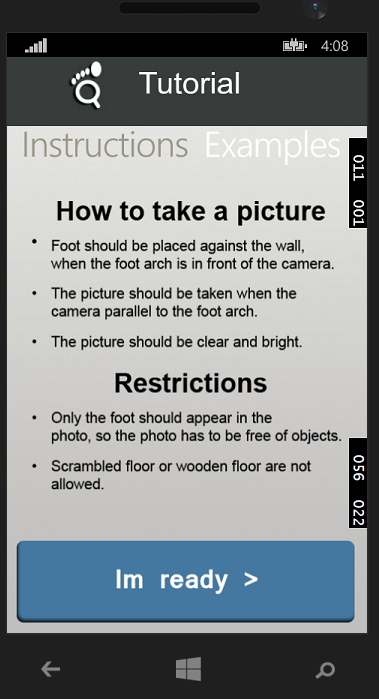 4:08
Tutorial
Instructions Examples
How to take a picture
• Foot should be placed against the wall,
when the foot arch is in front of the camera.
• The picture should be taken when the
camera parallel to the foot arch.
• The picture should be clear and bright.
Restrictions
• Only the foot should appear in the
photo, so the photo has to be free of objects.
• Scrambled floor or wooden floor are not
allowed.
Im ready >
011 001
056 022